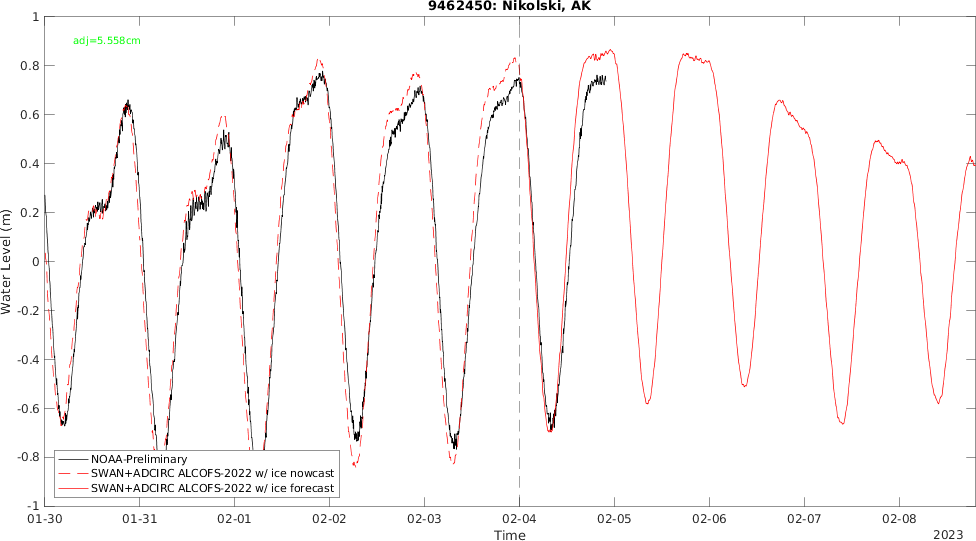 9462450: Nikolski, AK
adj=5.558cm
Water Level (m)
1
0.8
0.6
0.4
0.2
0
-0.2
-0.4
-0.6
-0.8
-1
NOAA-Preliminary
SWAN+ADCIRC ALCOFS-2022 w/ ice nowcast
SWAN+ADCIRC ALCOFS-2022 w/ ice forecast
01-30 01-31 02-01 02-02 02-03 02-04 02-05 02-06 02-07 02-08
Time
2023